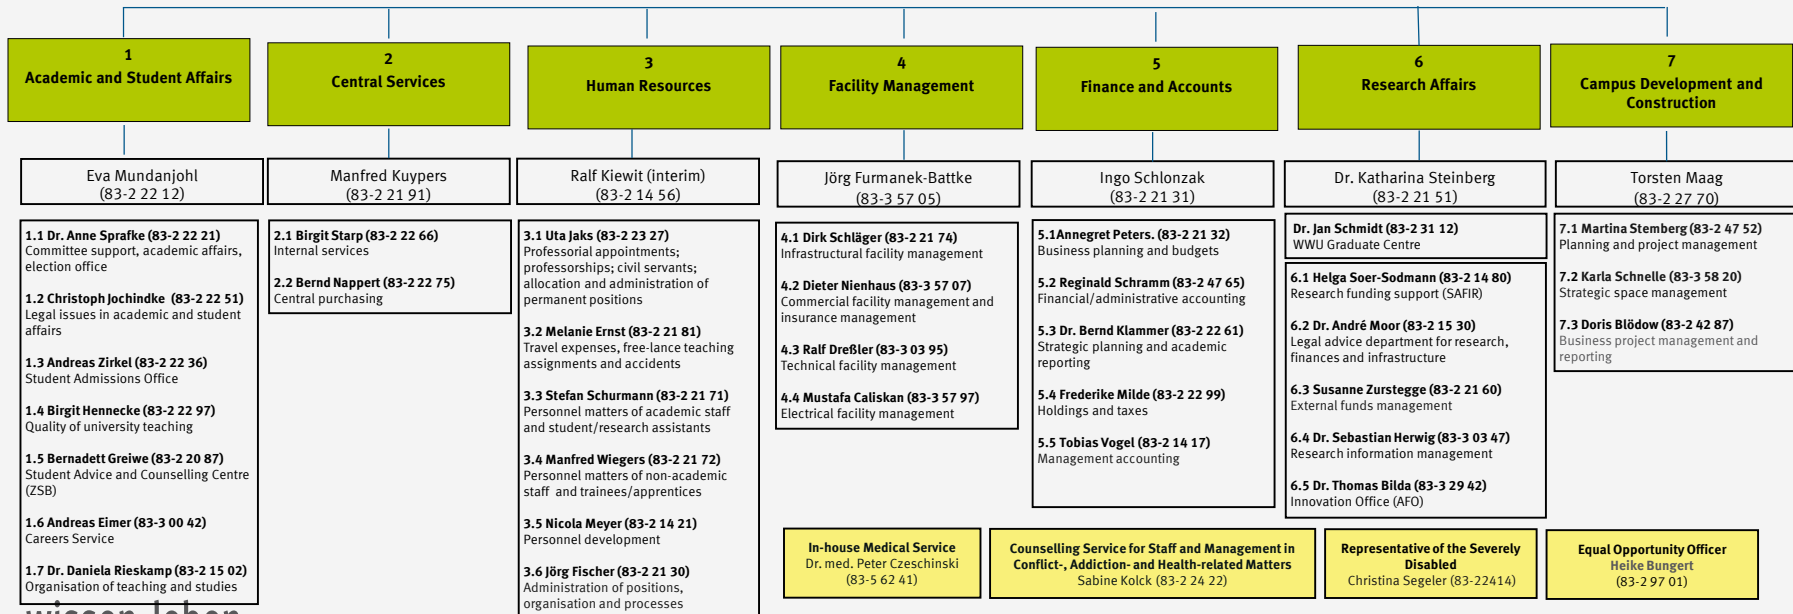 1
Academic and Student Affairs
Eva Mundanjohl
(83-2 22 12)
1.1 Dr. Anne Sprafke (83-2 22 21)
Committee support, academic affairs,
election office
1.2 Christoph Jochindke  (83-2 22 51)
Legal issues in academic and student
affairs
1.3 Andreas Zirkel (83-2 22 36)
Student Admissions Office
1.4 Birgit Hennecke (83-2 22 97)
Quality of university teaching
1.5 Bernadett Greiwe (83-2 20 87)
Student Advice and Counselling Centre
(ZSB)
1.6 Andreas Eimer (83-3 00 42)
Careers Service
1.7 Dr. Daniela Rieskamp (83-2 15 02)
Organisation of teaching and studies
wissen leben
2
Central Services
Manfred Kuypers
(83-2 21 91)
2.1 Birgit Starp (83-2 22 66)
Internal services
2.2 Bernd Nappert (83-2 22 75)
Central purchasing
3
Human Resources
Ralf Kiewit (interim)
(83-2 14 56)
3.1 Uta Jaks (83-2 23 27)
Professorial appointments;
professorships; civil servants;
allocation and administration of
permanent positions
3.2 Melanie Ernst (83-2 21 81)
Travel expenses, free-lance teaching
assignments and accidents
3.3 Stefan Schurmann (83-2 21 71)
Personnel matters of academic staff
and student/research assistants
3.4 Manfred Wiegers (83-2 21 72)
Personnel matters of non-academic
staff  and trainees/apprentices
3.5 Nicola Meyer (83-2 14 21)
Personnel development
3.6 Jörg Fischer (83-2 21 30)
Administration of positions,
organisation and processes
4
Facility Management
Jörg Furmanek-Battke
(83-3 57 05)
4.1 Dirk Schläger (83-2 21 74)
Infrastructural facility management
4.2 Dieter Nienhaus (83-3 57 07)
Commercial facility management and
insurance management
4.3 Ralf Dreßler (83-3 03 95)
Technical facility management
4.4 Mustafa Caliskan (83-3 57 97)
Electrical facility management
5
Finance and Accounts
Ingo Schlonzak
(83-2 21 31)
5.1Annegret Peters. (83-2 21 32)
Business planning and budgets
5.2 Reginald Schramm (83-2 47 65)
Financial/administrative accounting
5.3 Dr. Bernd Klammer (83-2 22 61)
Strategic planning and academic
reporting
5.4 Frederike Milde (83-2 22 99)
Holdings and taxes
5.5 Tobias Vogel (83-2 14 17)
Management accounting
6
Research Affairs
Dr. Katharina Steinberg
(83-2 21 51)
Dr. Jan Schmidt (83-2 31 12)
WWU Graduate Centre
6.1 Helga Soer-Sodmann (83-2 14 80)
Research funding support (SAFIR)
6.2 Dr. André Moor (83-2 15 30)
Legal advice department for research,
finances and infrastructure
6.3 Susanne Zurstegge (83-2 21 60)
External funds management
6.4 Dr. Sebastian Herwig (83-3 03 47)
Research information management
6.5 Dr. Thomas Bilda (83-3 29 42)
Innovation Office (AFO)
7
Campus Development and
Construction
Torsten Maag
(83-2 27 70)
7.1 Martina Stemberg (83-2 47 52)
Planning and project management
7.2 Karla Schnelle (83-3 58 20)
Strategic space management
7.3 Doris Blödow (83-2 42 87)
Business project management and
reporting
In-house Medical Service
Dr. med. Peter Czeschinski
(83-5 62 41)
Counselling Service for Staff and Management in
Conflict-, Addiction- and Health-related Matters
Sabine Kolck (83-2 24 22)
Representative of the Severely
Disabled
Christina Segeler (83-22414)
Equal Opportunity Officer
Heike Bungert
(83-2 97 01)